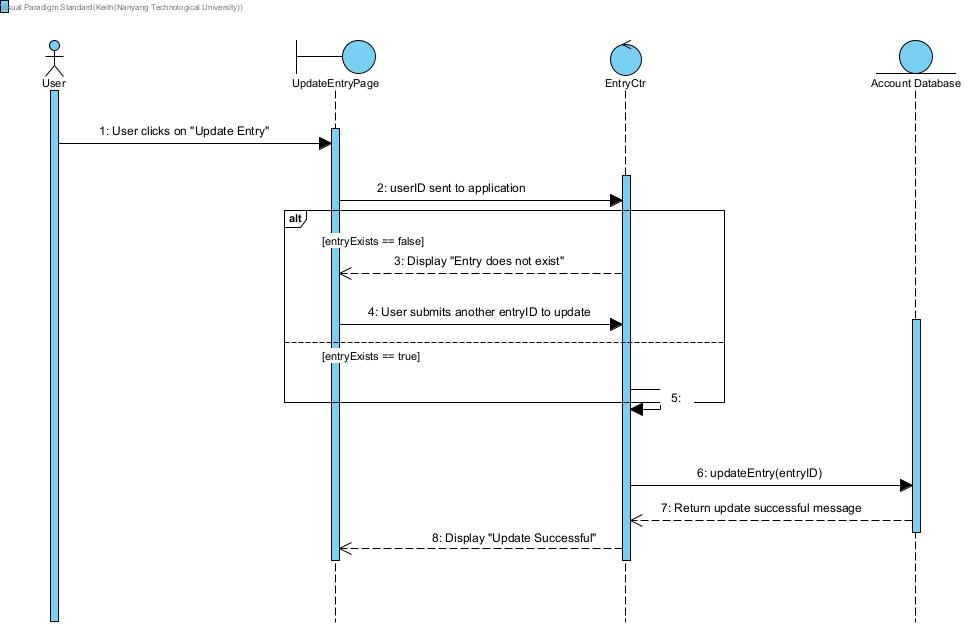 Visual Paradigm Standard(Keith(Nanyang Technological University))
User
UpdateEntryPage
EntryCtr
Account Database
1: User clicks on "Update Entry"
2: userID sent to application
alt
[entryExists == false]
3: Display "Entry does not exist"
4: User submits another entryID to update
[entryExists == true]
5:
6: updateEntry(entryID)
7: Return update successful message
8: Display "Update Successful"